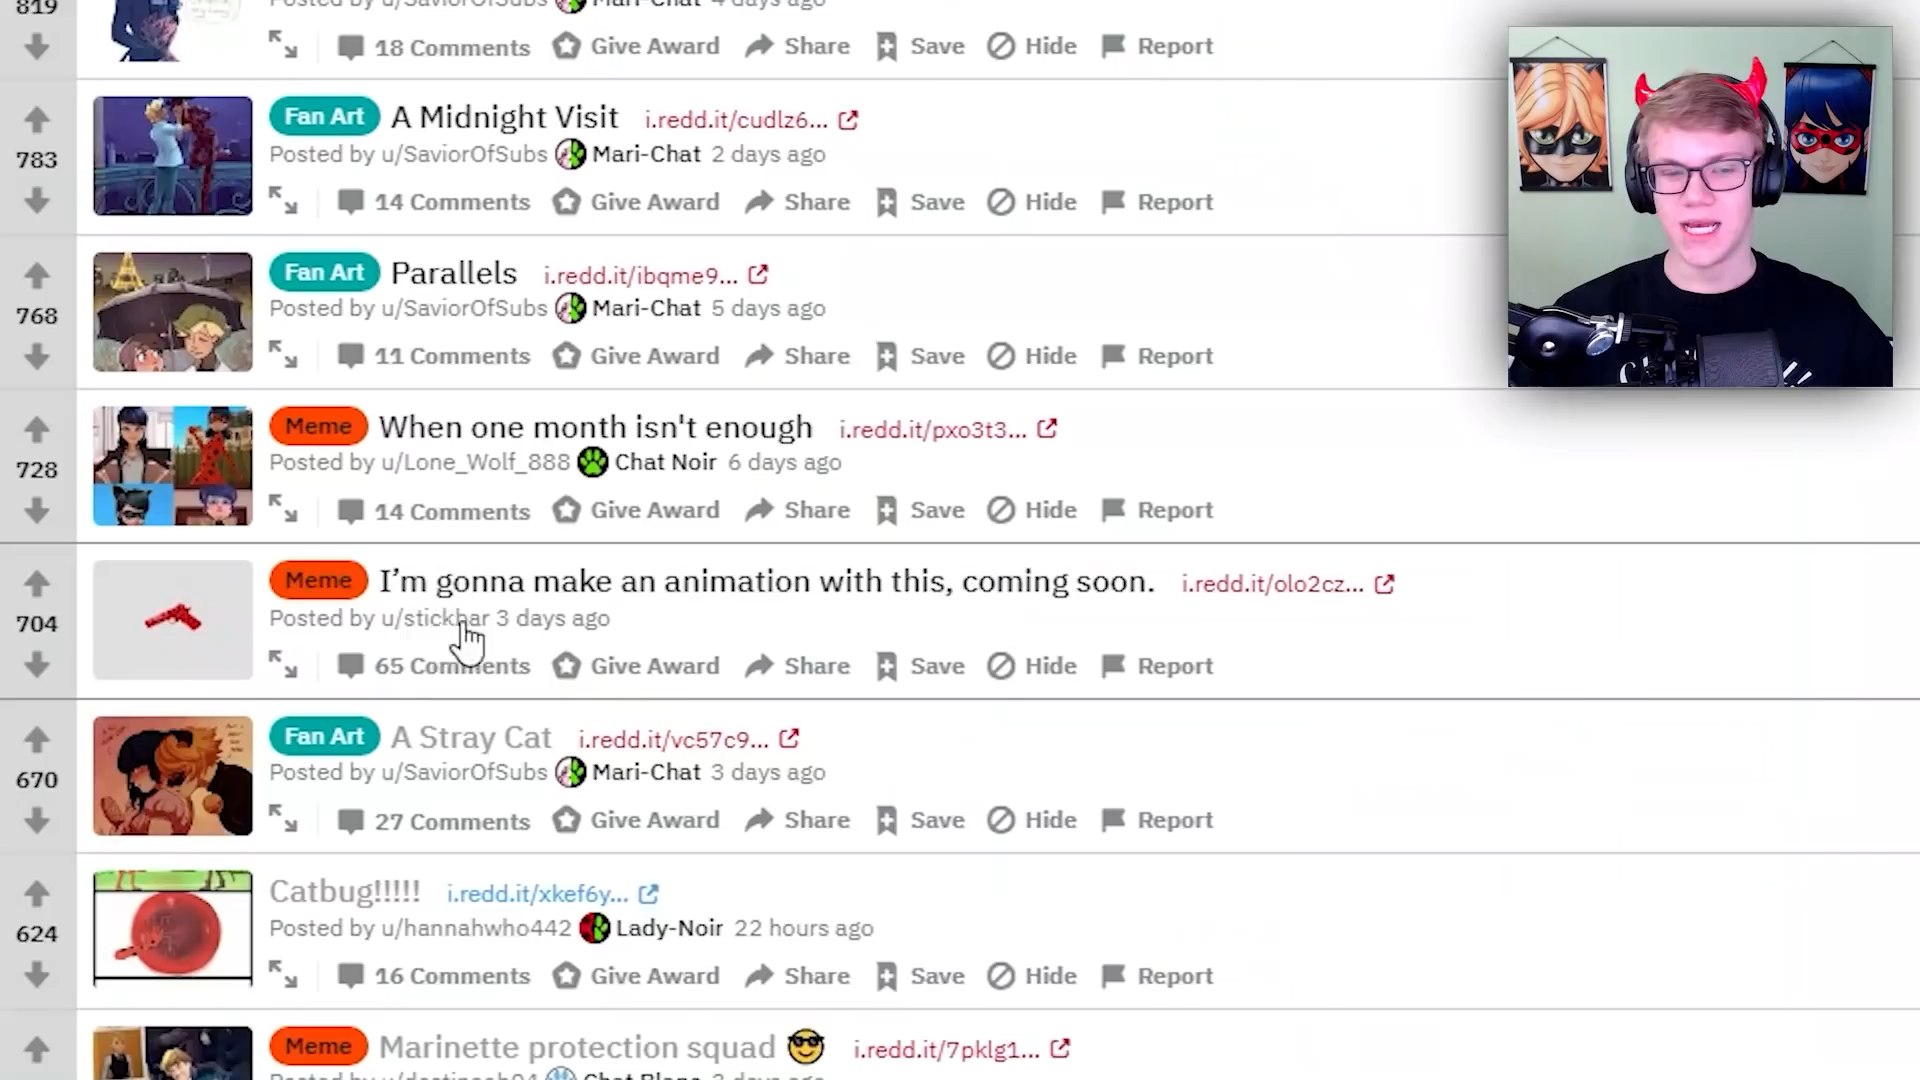 819
Mari-Chat
18 Comments Give Award Share Save Hide Report
Fan Art A Midnight Visit i.redd.it/cudlz6...
783
Posted by u/SaviorOfSubs Mari-Chat 2 days ago
14 Comments Give Award Share Save Hide Report
Fan Art Parallels i.redd.it/ibqme9...
768
Posted by u/SaviorOfSubs Mari-Chat 5 days ago
11 Comments Give Award Share Save Hide Report
Meme When one month isn't enough i.redd.it/pxo3t3...
728
Posted by u/Lone_Wolf_888 Chat Noir 6 days ago
14 Comments Give Award Share Save Hide Report
Meme I’m gonna make an animation with this, coming soon. i.redd.it/olo2cz...
704
Posted by u/stickbar 3 days ago
65 Comments Give Award Share Save Hide Report
Fan Art A Stray Cat i.redd.it/vc57c9...
670
Posted by u/SaviorOfSubs Mari-Chat 3 days ago
27 Comments Give Award Share Save Hide Report
Catbug!!!!! i.redd.it/xkef6y...
624
Posted by u/hannahwho442 Lady-Noir 22 hours ago
16 Comments Give Award Share Save Hide Report
Meme Marinette protection squad 😎 i.redd.it/7pklg1...